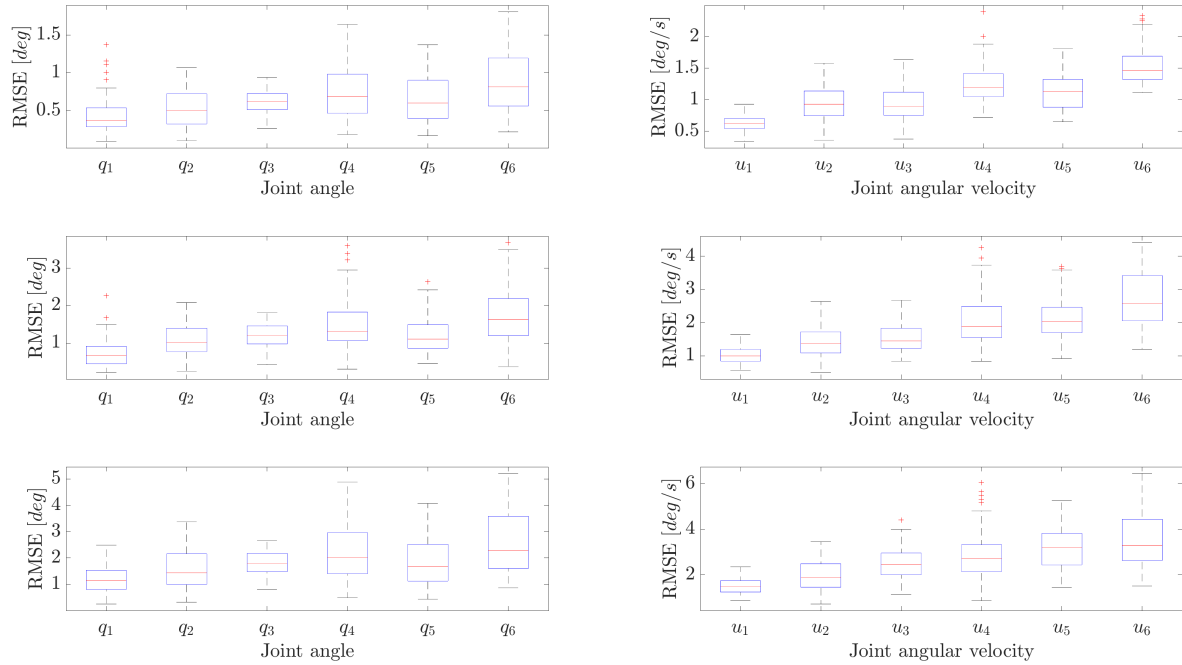 RMSE [deg]
1.5
1
0.5
q₁ q₂ q₃ q₄ q₅ q₆
Joint angle
RMSE [deg/s]
2
1.5
1
0.5
u₁ u₂ u₃ u₄ u₅ u₆
Joint angular velocity
RMSE [deg]
3
2
1
q₁ q₂ q₃ q₄ q₅ q₆
Joint angle
RMSE [deg/s]
4
3
2
1
u₁ u₂ u₃ u₄ u₅ u₆
Joint angular velocity
RMSE [deg]
5
4
3
2
1
q₁ q₂ q₃ q₄ q₅ q₆
Joint angle
RMSE [deg/s]
6
4
2
u₁ u₂ u₃ u₄ u₅ u₆
Joint angular velocity